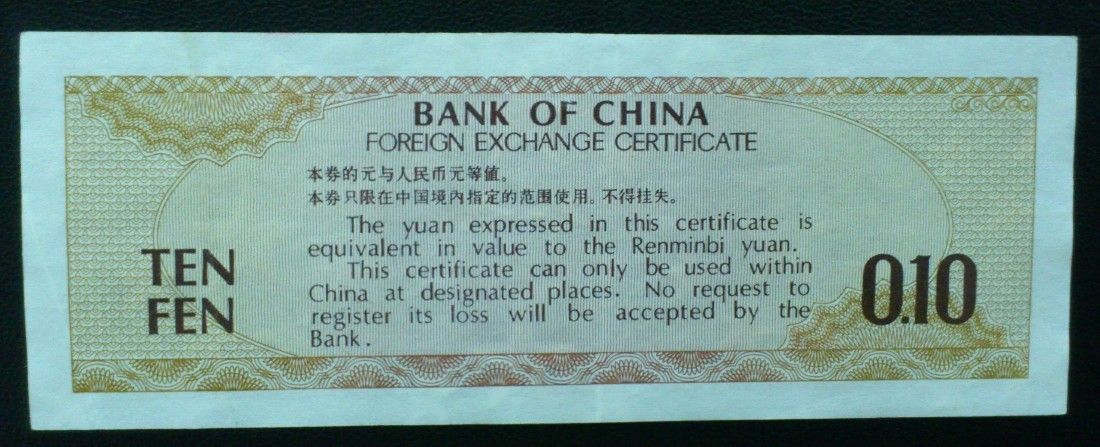 BANK OF CHINA
FOREIGN EXCHANGE CERTIFICATE
本券的元与人民币元等值。
本券只限在中国境内指定的范围使用。不得挂失。
The yuan expressed in this certificate is
equivalent in value to the Renminbi yuan.
This certificate can only be used within
China at designated places. No request to
register its loss will be accepted by the
Bank.
TEN
FEN
0.10